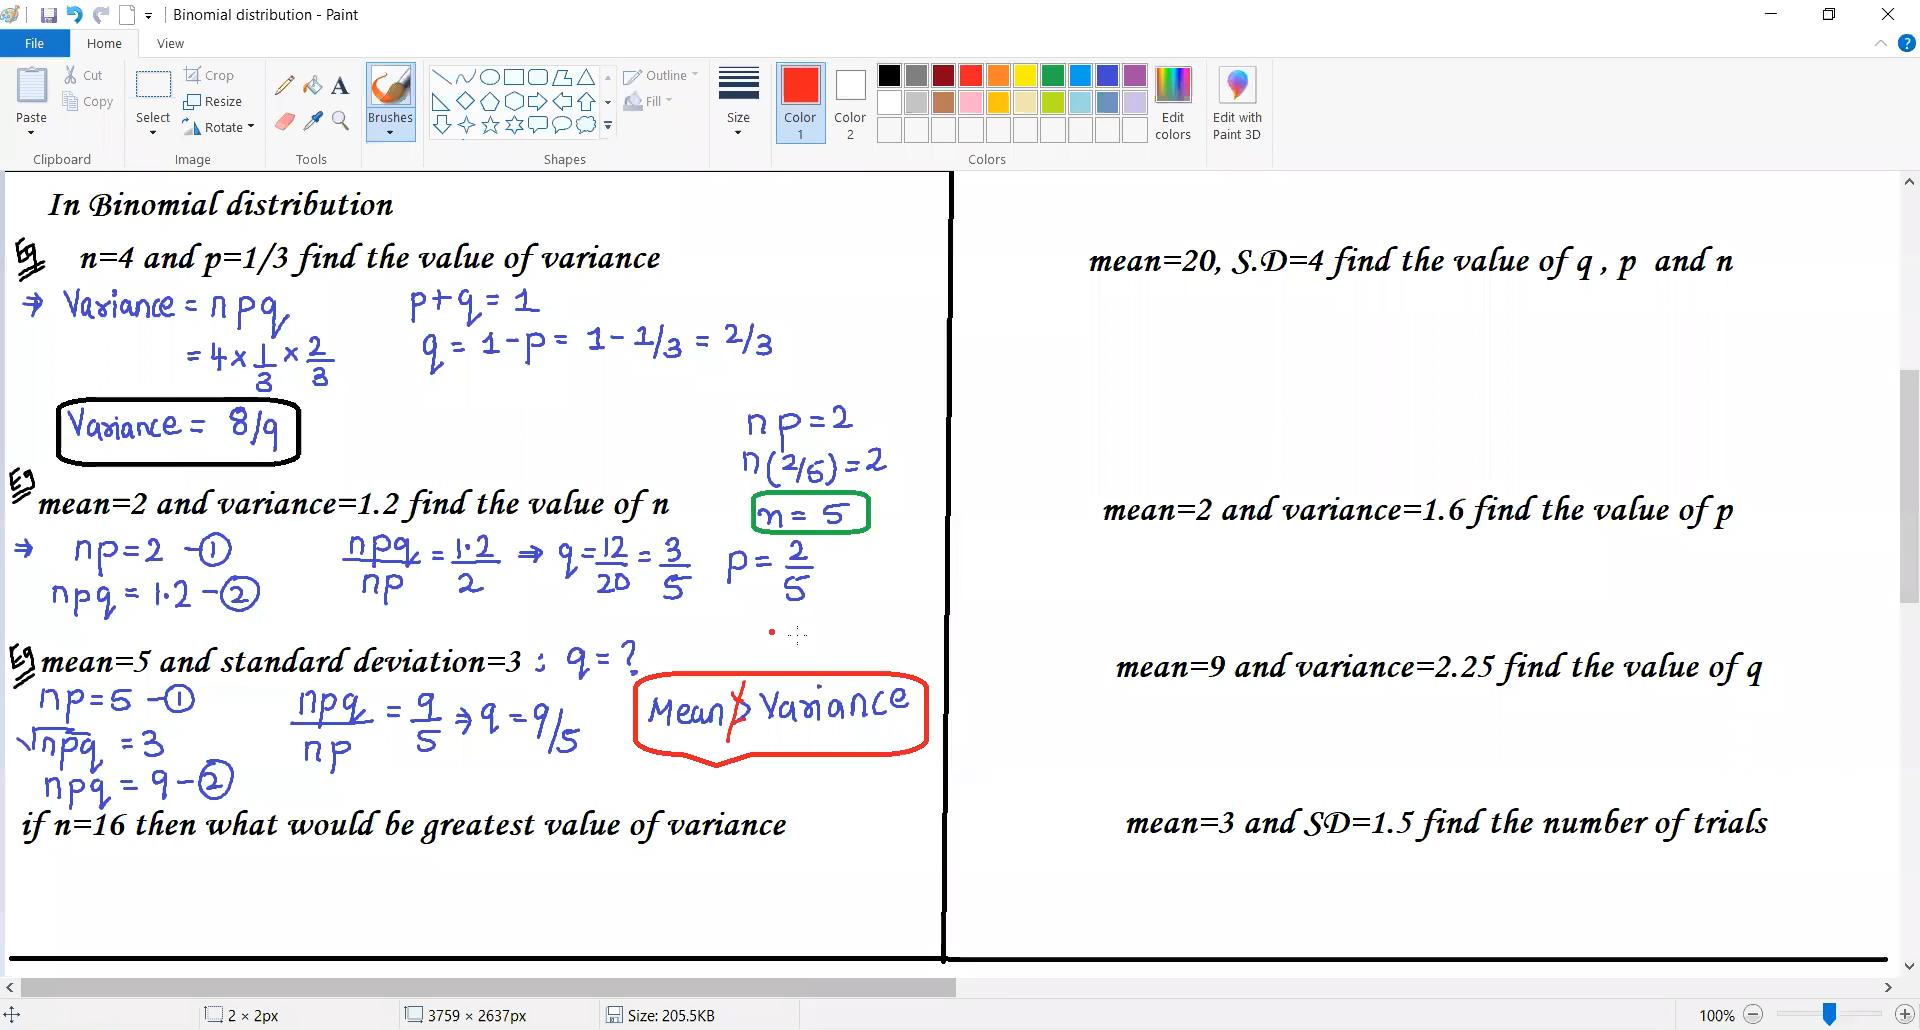 Binomial distribution - Paint
File Home View
Paste
Cut
Copy
Clipboard
Select
Crop
Resize
Rotate
Image
A
Tools
Brushes
Outline
Fill
Shapes
Size
Color 1
Color 2
Edit colors
Edit with Paint 3D
Colors
In Binomial distribution
Eg n=4 and p=1/3 find the value of variance
⇒ Variance = npq
p+q = 1
= 4 × 1/3 × 2/3
q = 1-p = 1 - 1/3 = 2/3
Variance = 8/9
Eg mean=2 and variance=1.2 find the value of n
⇒ np=2 -①
npq = 1.2 -②
npq/np = 1.2/2 ⇒ q = 12/20 = 3/5
p = 2/5
np=2
n(2/5)=2
n = 5
Eg mean=5 and standard deviation=3 : q=?
np=5 -①
√npq = 3
npq = 9 -②
npq/np = 9/5 ⇒ q = 9/5
Mean > Variance
if n=16 then what would be greatest value of variance
mean=20, S.D=4 find the value of q , p and n
mean=2 and variance=1.6 find the value of p
mean=9 and variance=2.25 find the value of q
mean=3 and SD=1.5 find the number of trials
2 × 2px
3759 × 2637px
Size: 205.5KB
100%